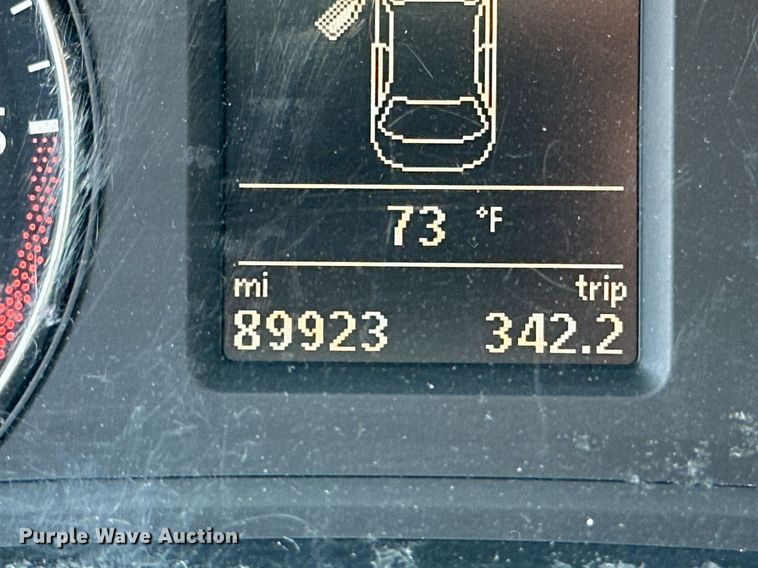 73 °F
mi trip
89923 342.2
Purple Wave Auction